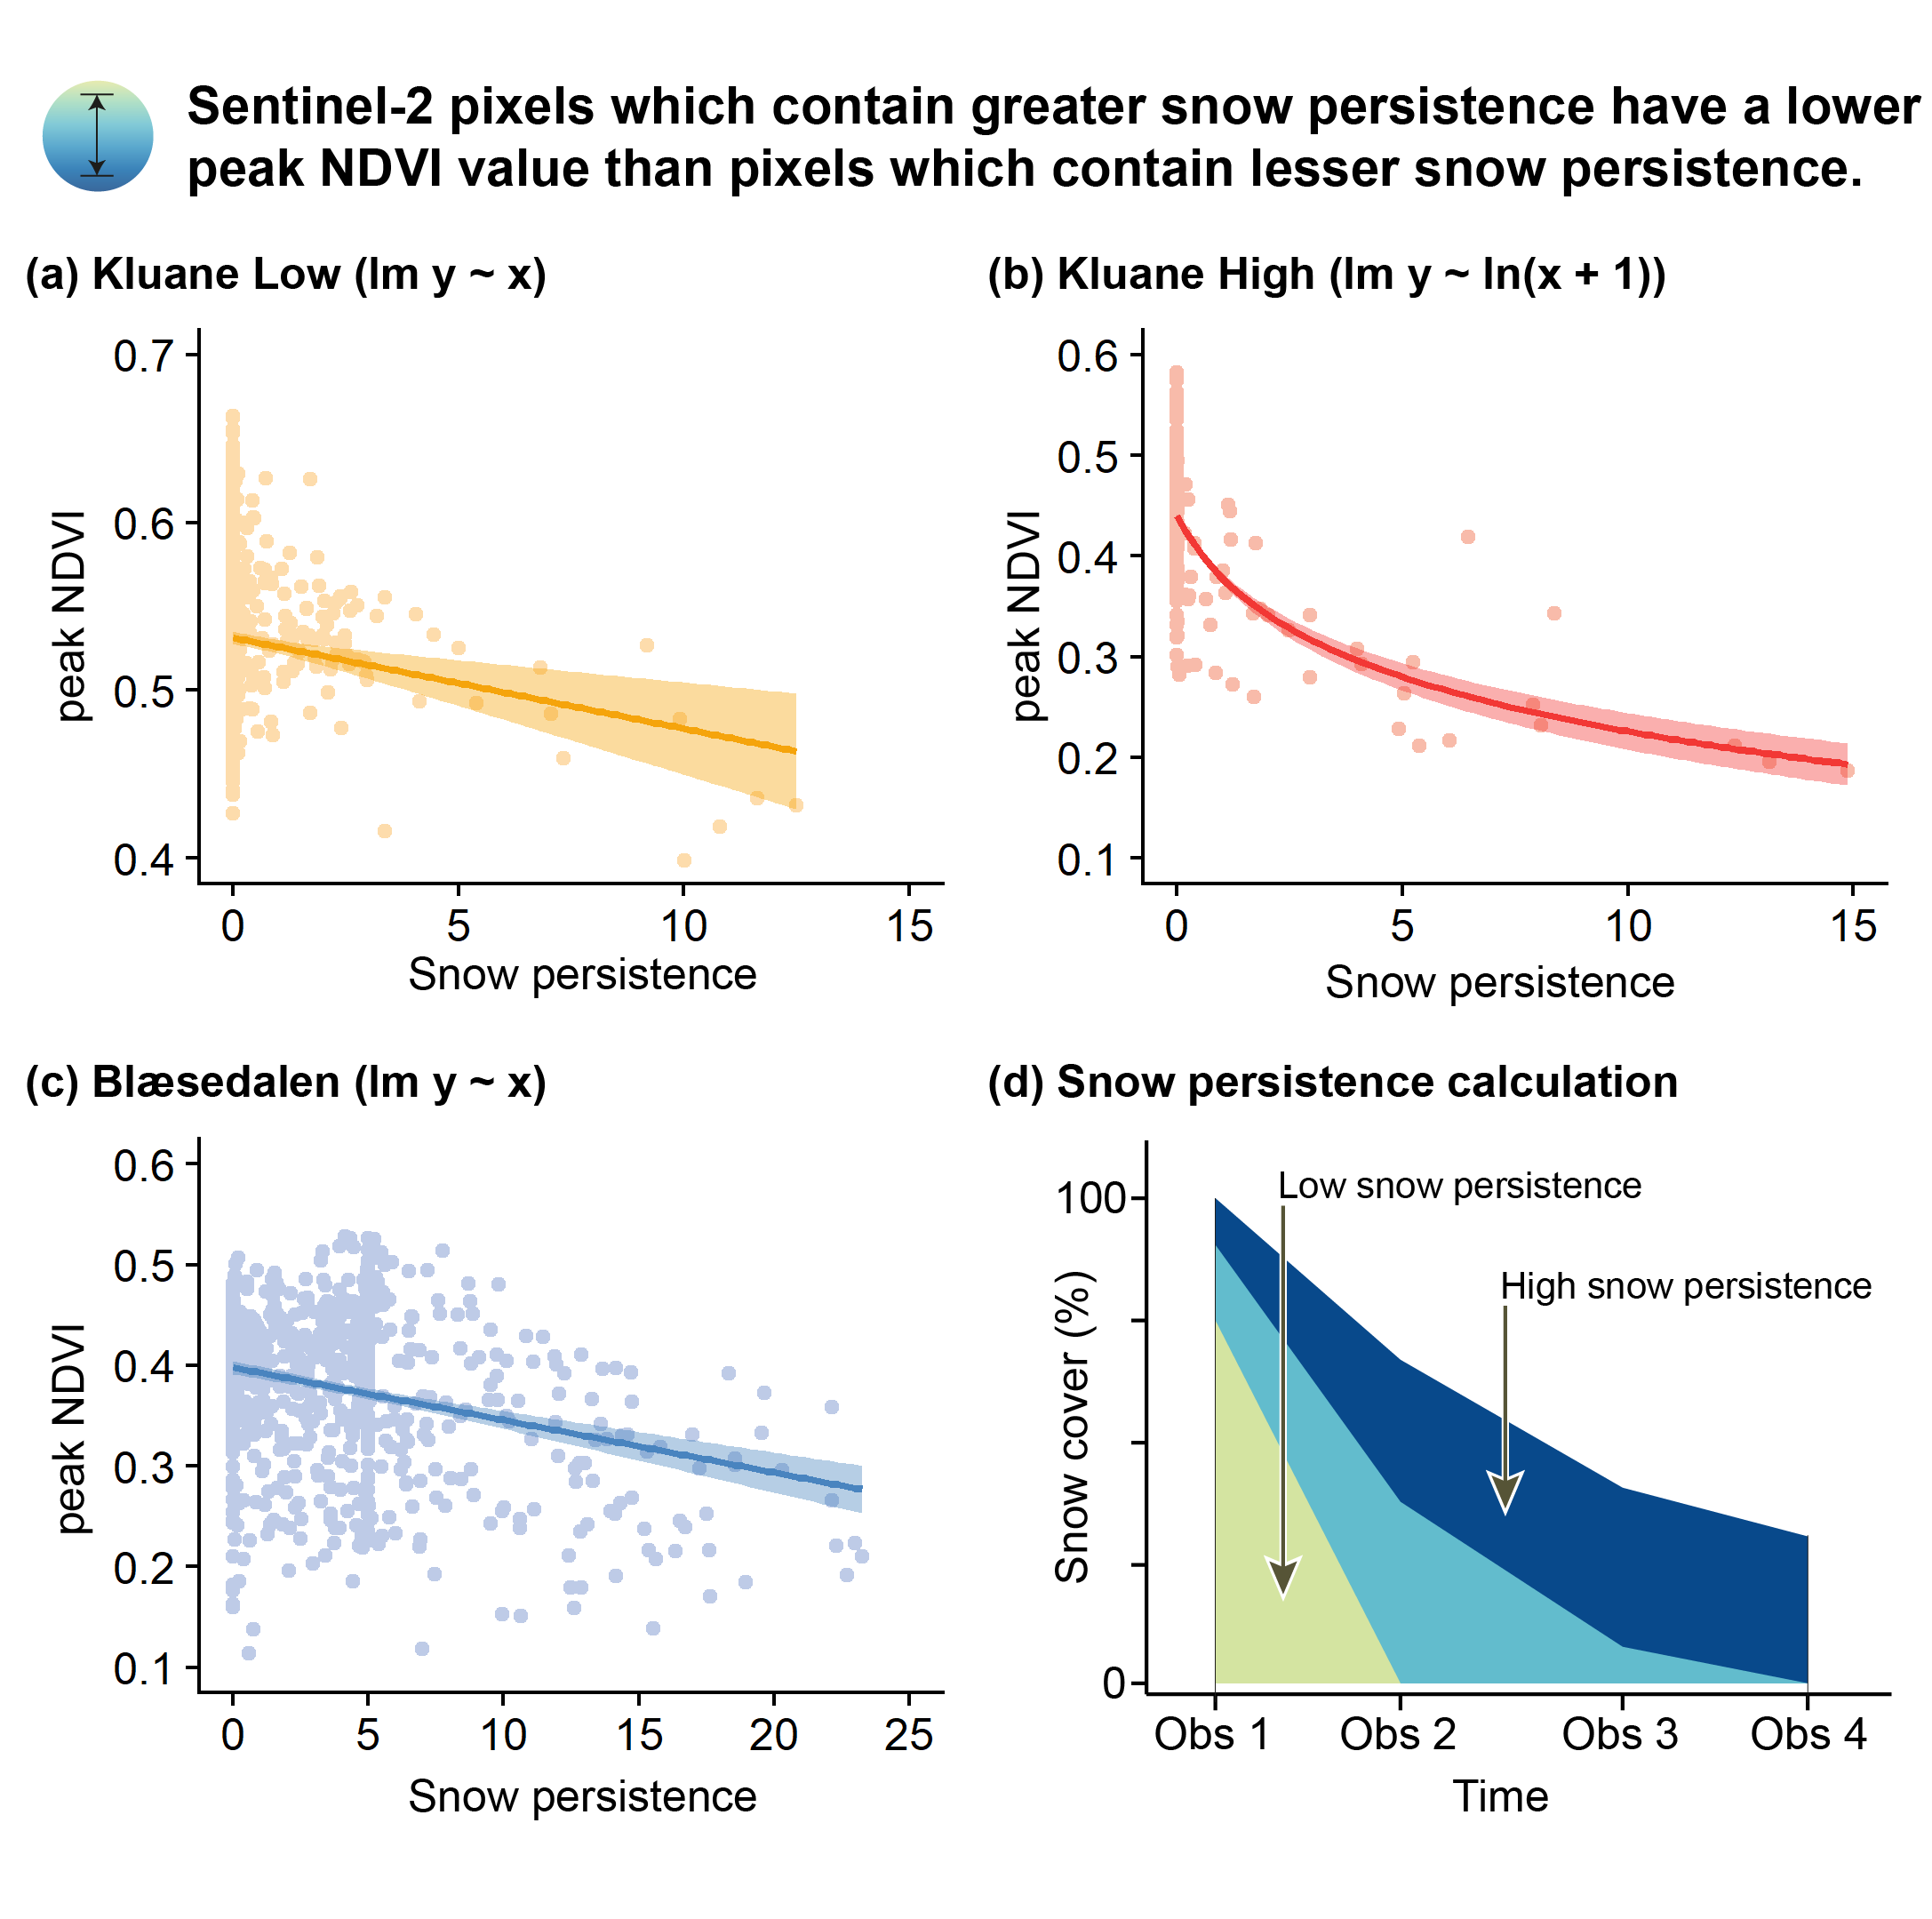 Sentinel-2 pixels which contain greater snow persistence have a lower
peak NDVI value than pixels which contain lesser snow persistence.
(a) Kluane Low (lm y ~ x)
0.7
0.6
0.5
0.4
peak NDVI
0 5 10 15
Snow persistence
(b) Kluane High (lm y ~ ln(x + 1))
0.6
0.5
0.4
0.3
0.2
0.1
peak NDVI
0 5 10 15
Snow persistence
(c) Blæsedalen (lm y ~ x)
0.6
0.5
0.4
0.3
0.2
0.1
peak NDVI
0 5 10 15 20 25
Snow persistence
(d) Snow persistence calculation
100
0
Snow cover (%)
Low snow persistence
High snow persistence
Obs 1 Obs 2 Obs 3 Obs 4
Time